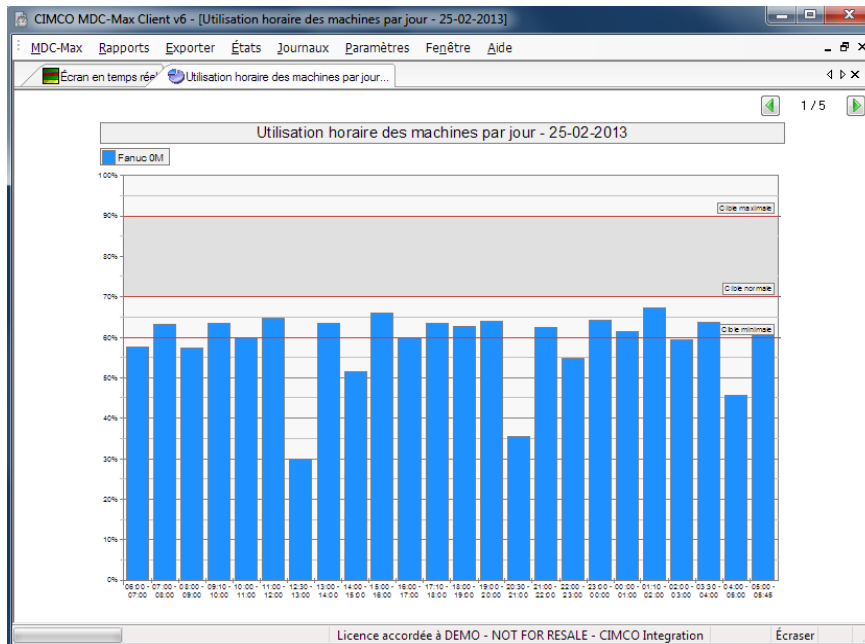 CIMCO MDC-Max Client v6 - [Utilisation horaire des machines par jour - 25-02-2013]
MDC-Max Rapports Exporter États Journaux Paramètres Fenêtre Aide
Écran en temps rée Utilisation horaire des machines par jour...
1 / 5
Utilisation horaire des machines par jour - 25-02-2013
Fanuc 0M
100%
Cible maximale
90%
80%
Cible normale
70%
Cible minimale
60%
50%
40%
30%
20%
10%
0%
06:00 - 07:00 - 08:00 - 09:10 - 10:00 - 11:00 - 12:30 - 13:00 - 14:00 - 15:00 - 16:00 - 17:10 - 18:00 - 19:00 - 20:30 - 21:00 - 22:00 - 23:00 - 00:00 - 01:10 - 02:00 - 03:30 - 04:00 - 05:00 -
07:00 08:00 09:00 10:00 11:00 12:00 13:00 14:00 15:00 16:00 17:00 18:00 19:00 20:00 21:00 22:00 23:00 00:00 01:00 02:00 03:00 04:00 05:00 05:45
Licence accordée à DEMO - NOT FOR RESALE - CIMCO Integration Écraser